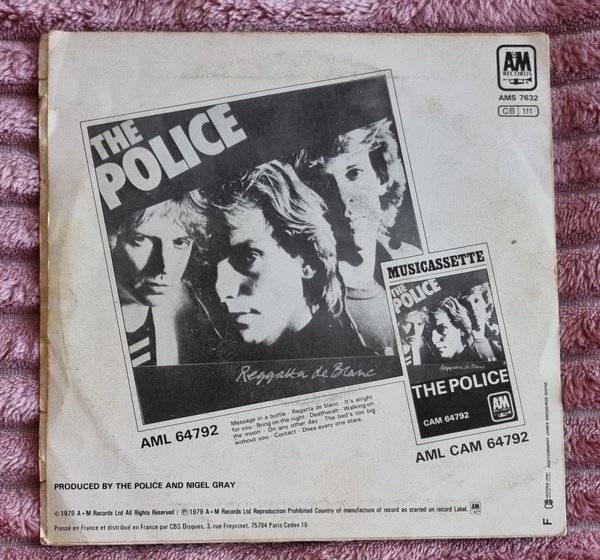 A&M
RECORDS
AMS 7632
CB 111
THE
POLICE
Reggatta de Blanc
MUSICASSETTE
THE
POLICE
Reggatta de Blanc
THE POLICE
CAM 64792
A&M
RECORDS
AML 64792
Message in a bottle · Regatta de blanc · It's alright
for you · Bring on the night · Deathwish · Walking on
the moon · On any other day · The bed's too big
without you · Contact · Does every one stare.
AML CAM 64792
PRODUCED BY THE POLICE AND NIGEL GRAY
© 1979 A + M Records Ltd All Rights Reserved / Ⓟ 1979 A + M Records Ltd Reproduction Prohibited Country of manufacture of record as started on record Label.
Pressé en France et distribué en France par CBS Disques, 3, rue Freycinet, 75784 Paris Cedex 16
F